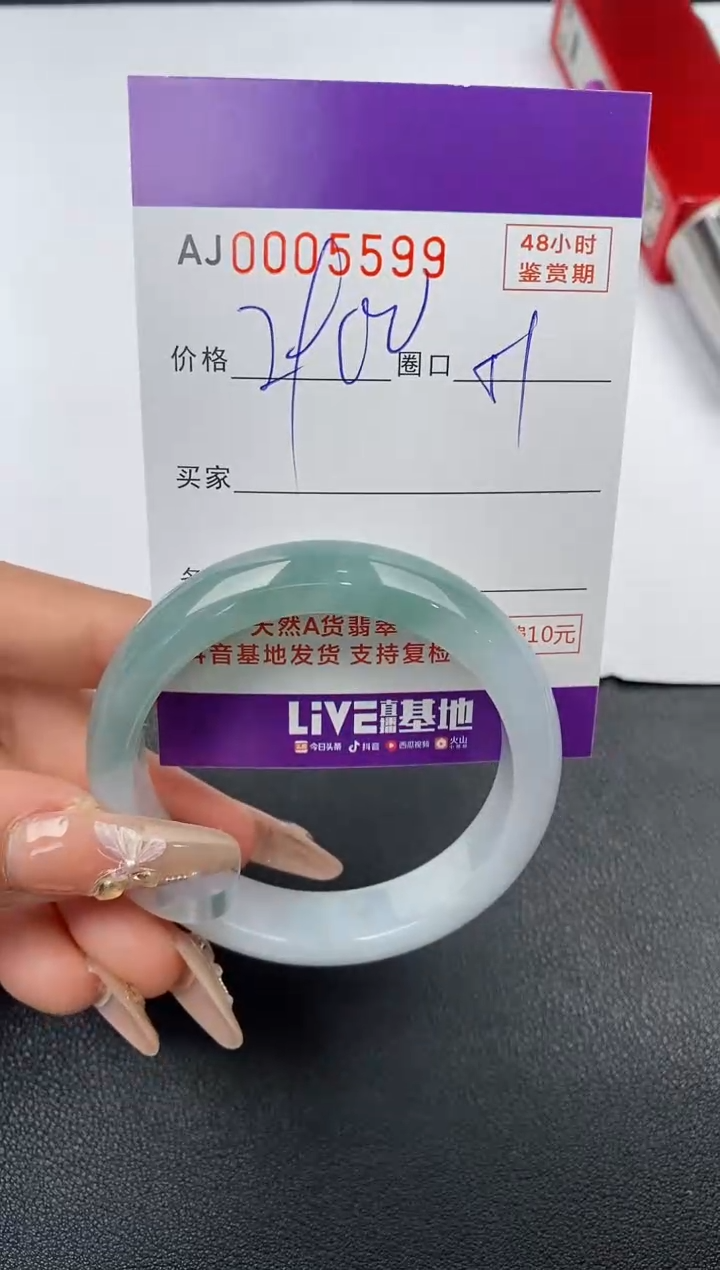 AJ0005599
48小时
鉴赏期
价格 圈口
买家
天然A货翡翠
抖音基地发货 支持复检
10元
LiVE直播基地
今日头条 抖音 西瓜视频 火山